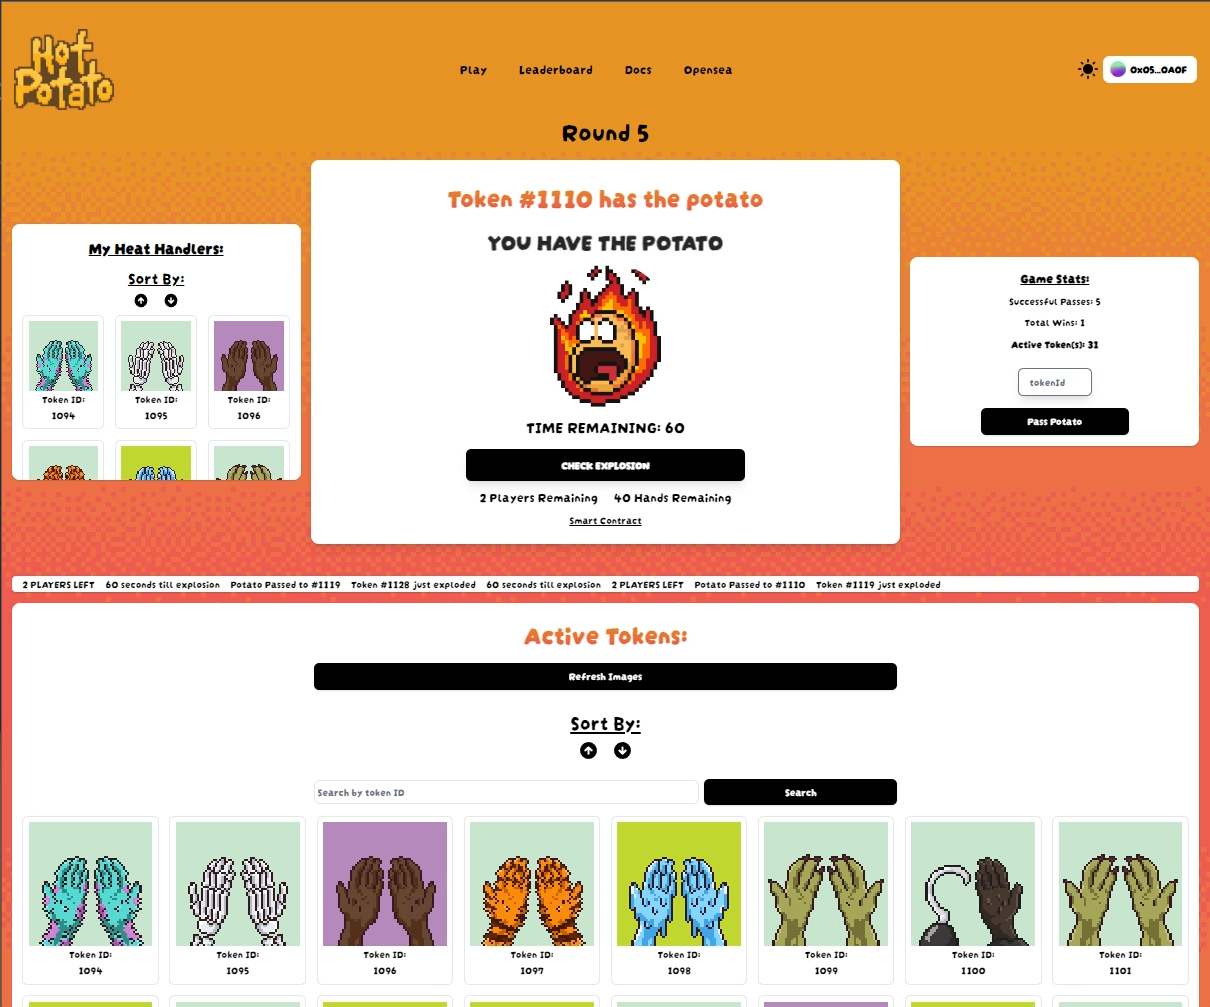 Hot
Potato
Play Leaderboard Docs Opensea
0x05...0A0F
Round 5
Token #1110 has the potato
YOU HAVE THE POTATO
TIME REMAINING: 60
CHECK EXPLOSION
2 Players Remaining 40 Hands Remaining
Smart Contract
My Heat Handlers:
Sort By:
Token ID: Token ID: Token ID:
1094 1095 1096
Game Stats:
Successful Passes: 5
Total Wins: 1
Active Token(s): 31
tokenId
Pass Potato
2 PLAYERS LEFT 60 seconds till explosion Potato Passed to #1119 Token #1128 just exploded 60 seconds till explosion 2 PLAYERS LEFT Potato Passed to #1110 Token #1119 just exploded
Active Tokens:
Refresh Images
Sort By:
Search by token ID Search
Token ID: Token ID: Token ID: Token ID: Token ID: Token ID: Token ID: Token ID:
1094 1095 1096 1097 1098 1099 1100 1101